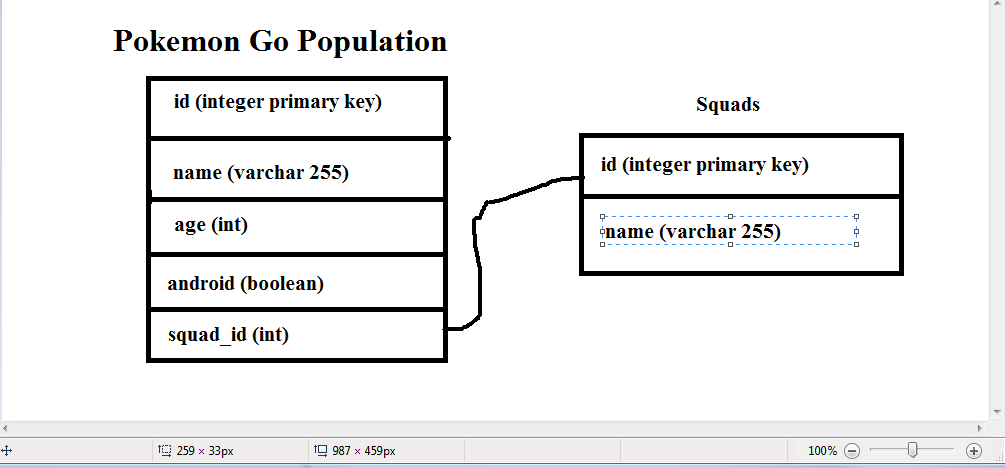 Pokemon Go Population
id (integer primary key)
name (varchar 255)
age (int)
android (boolean)
squad_id (int)
Squads
id (integer primary key)
name (varchar 255)
259 × 33px
987 × 459px
100%